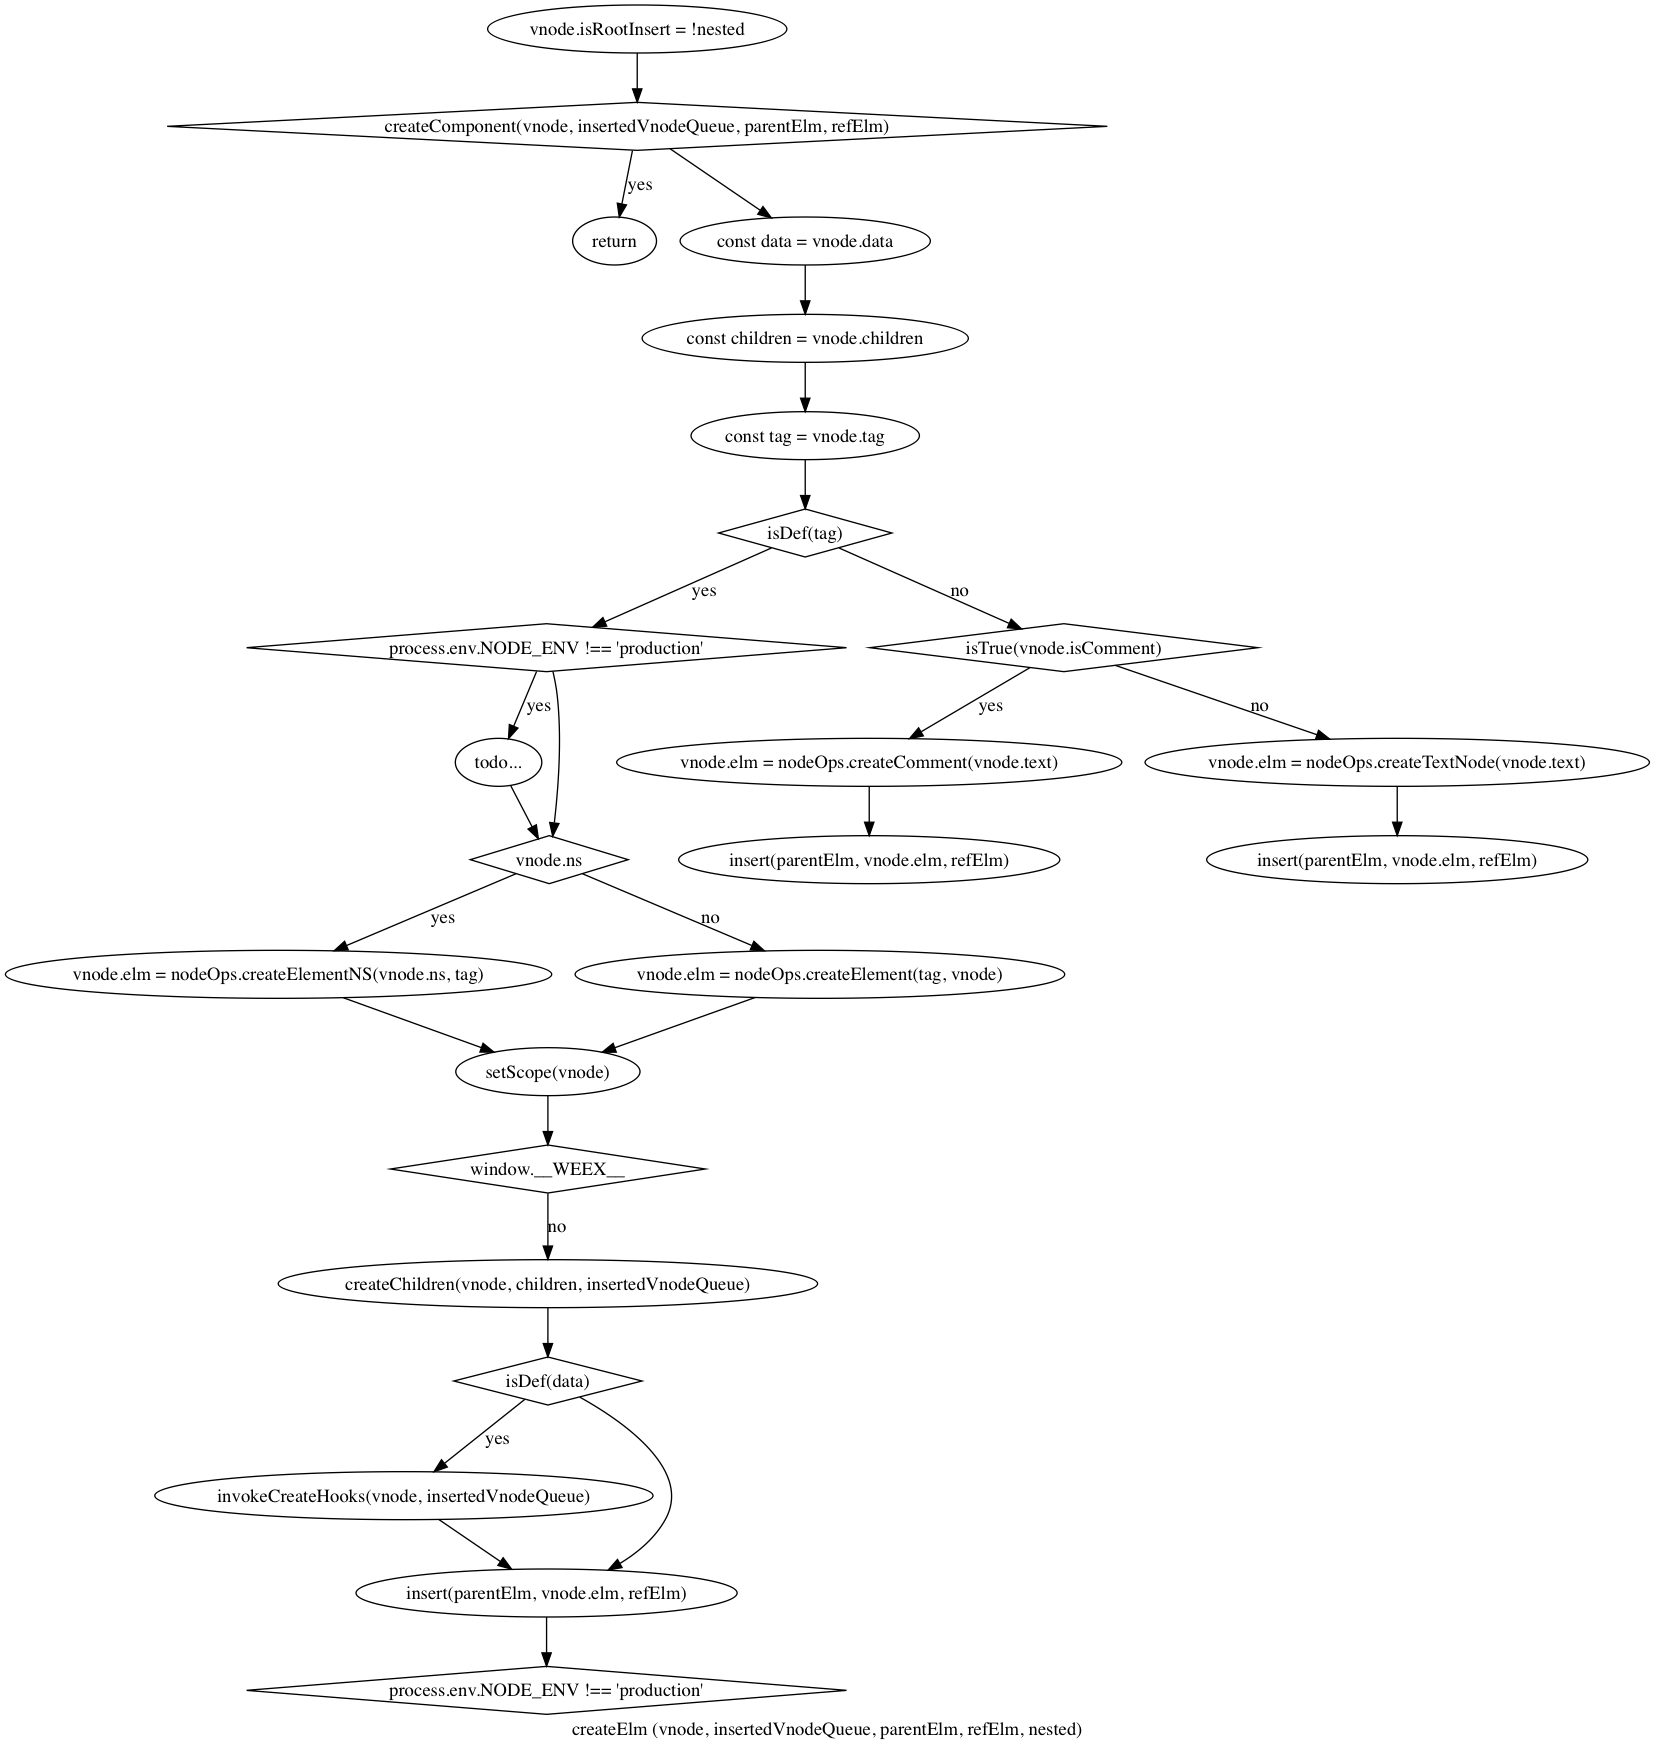 vnode.isRootInsert = !nested
createComponent(vnode, insertedVnodeQueue, parentElm, refElm)
yes
return
const data = vnode.data
const children = vnode.children
const tag = vnode.tag
isDef(tag)
yes
no
process.env.NODE_ENV !== 'production'
isTrue(vnode.isComment)
yes
yes
no
todo...
vnode.elm = nodeOps.createComment(vnode.text)
vnode.elm = nodeOps.createTextNode(vnode.text)
vnode.ns
insert(parentElm, vnode.elm, refElm)
insert(parentElm, vnode.elm, refElm)
yes
no
vnode.elm = nodeOps.createElementNS(vnode.ns, tag)
vnode.elm = nodeOps.createElement(tag, vnode)
setScope(vnode)
window.__WEEX__
no
createChildren(vnode, children, insertedVnodeQueue)
isDef(data)
yes
invokeCreateHooks(vnode, insertedVnodeQueue)
insert(parentElm, vnode.elm, refElm)
process.env.NODE_ENV !== 'production'
createElm (vnode, insertedVnodeQueue, parentElm, refElm, nested)